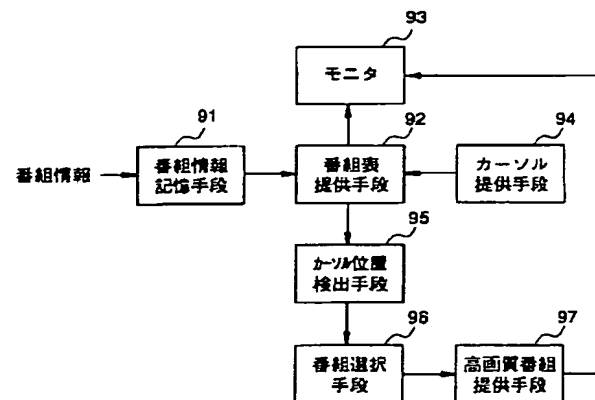 93
モニタ
91
92
94
番組情報
番組情報
記憶手段
番組表
提供手段
カーソル
提供手段
95
カーソル位置
検出手段
96
97
番組選択
手段
高画質番組
提供手段